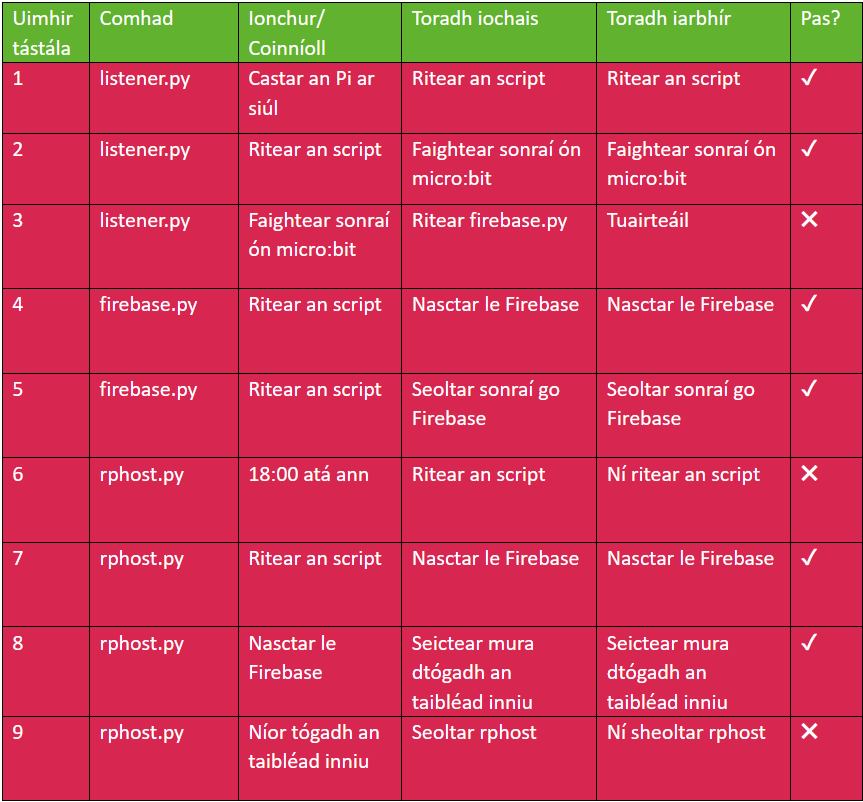 Uimhir tástála | Comhad | Ionchur/ Coinníoll | Toradh iochais | Toradh iarbhír | Pas?
1 | listener.py | Castar an Pi ar siúl | Ritear an script | Ritear an script | ✓
2 | listener.py | Ritear an script | Faightear sonraí ón micro:bit | Faightear sonraí ón micro:bit | ✓
3 | listener.py | Faightear sonraí ón micro:bit | Ritear firebase.py | Tuairteáil | ✕
4 | firebase.py | Ritear an script | Nasctar le Firebase | Nasctar le Firebase | ✓
5 | firebase.py | Ritear an script | Seoltar sonraí go Firebase | Seoltar sonraí go Firebase | ✓
6 | rphost.py | 18:00 atá ann | Ritear an script | Ní ritear an script | ✕
7 | rphost.py | Ritear an script | Nasctar le Firebase | Nasctar le Firebase | ✓
8 | rphost.py | Nasctar le Firebase | Seictear mura dtógadh an taibléad inniu | Seictear mura dtógadh an taibléad inniu | ✓
9 | rphost.py | Níor tógadh an taibléad inniu | Seoltar rphost | Ní sheoltar rphost | ✕